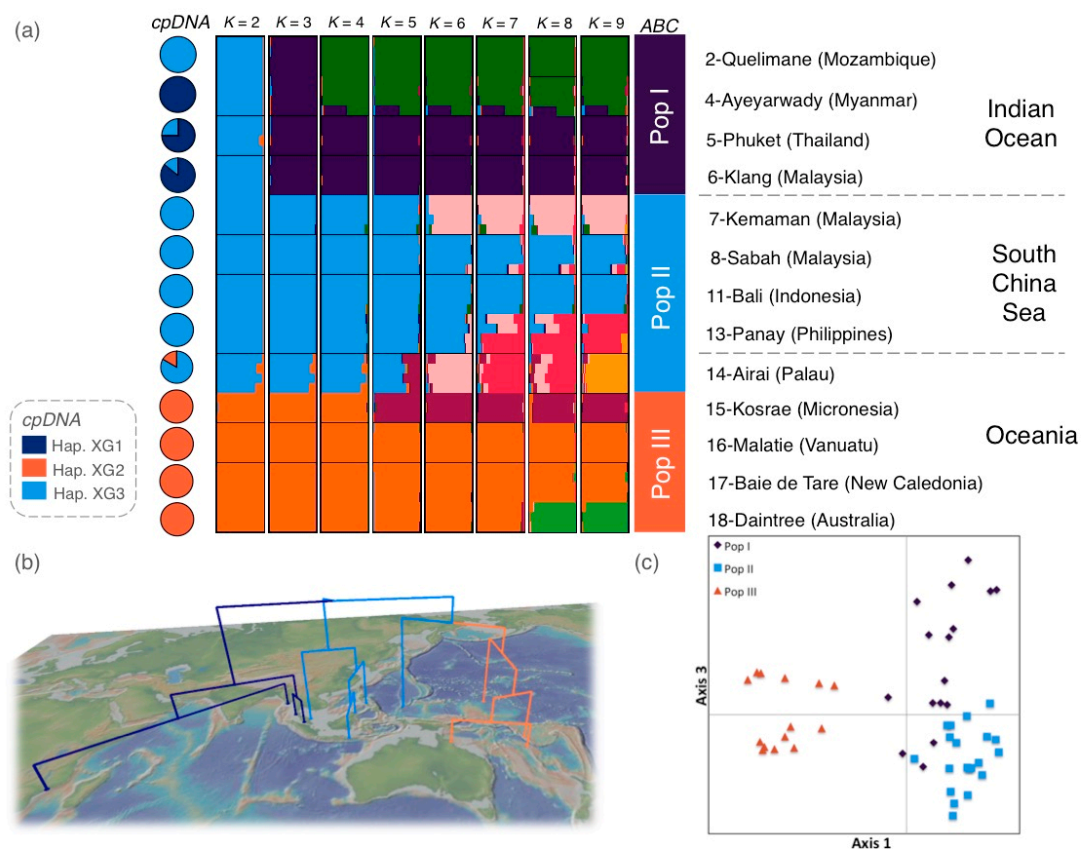 (a)
cpDNA K = 2 K = 3 K = 4 K = 5 K = 6 K = 7 K = 8 K = 9 ABC
Pop I
Pop II
Pop III
2-Quelimane (Mozambique)
4-Ayeyarwady (Myanmar)
5-Phuket (Thailand)
6-Klang (Malaysia)
Indian
Ocean
7-Kemaman (Malaysia)
8-Sabah (Malaysia)
11-Bali (Indonesia)
13-Panay (Philippines)
South
China
Sea
14-Airai (Palau)
15-Kosrae (Micronesia)
16-Malatie (Vanuatu)
17-Baie de Tare (New Caledonia)
18-Daintree (Australia)
Oceania
cpDNA
Hap. XG1
Hap. XG2
Hap. XG3
(b)
(c)
Pop I
Pop II
Pop III
Axis 3
Axis 1